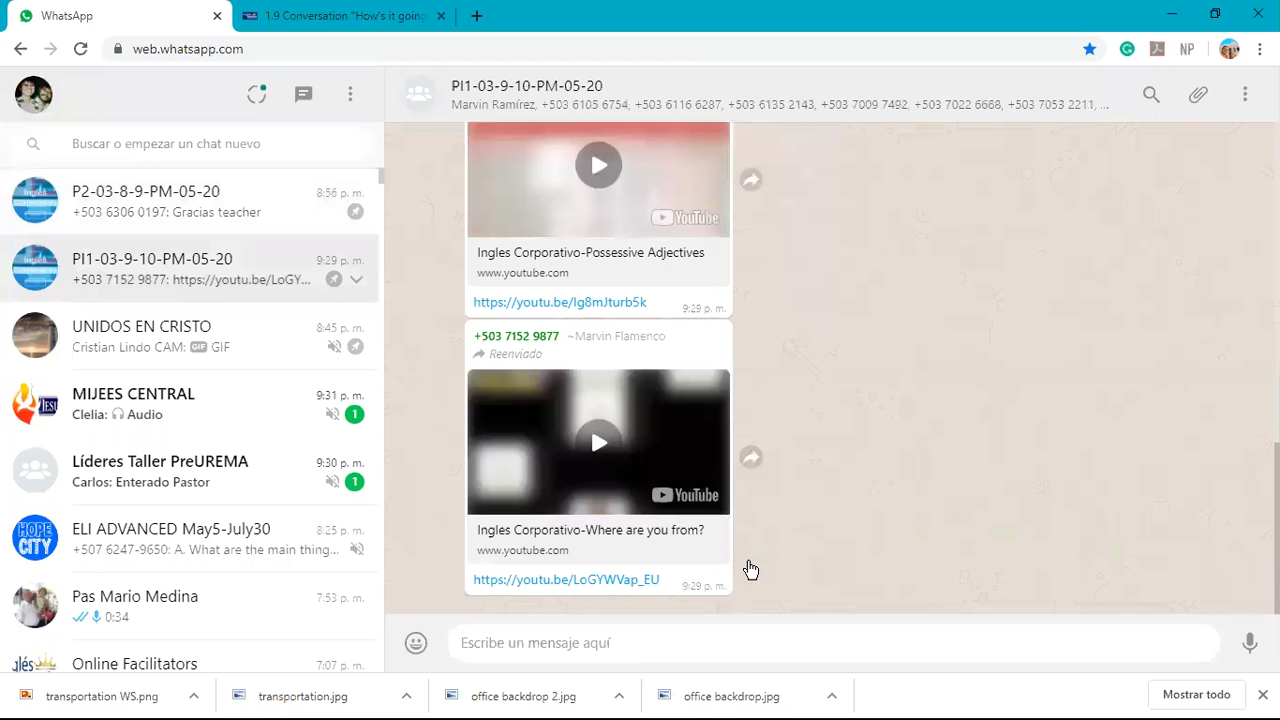 WhatsApp
1.9 Conversation "How's it going
web.whatsapp.com
NP
PI1-03-9-10-PM-05-20
Marvin Ramírez, +503 6105 6754, +503 6116 6287, +503 6135 2143, +503 7009 7492, +503 7022 6668, +503 7053 2211, ...
Buscar o empezar un chat nuevo
P2-03-8-9-PM-05-20
8:56 p. m.
+503 6306 0197: Gracias teacher
PI1-03-9-10-PM-05-20
9:29 p. m.
+503 7152 9877: https://youtu.be/LoGY...
UNIDOS EN CRISTO
8:45 p. m.
Cristian Lindo CAM: GIF GIF
MIJEES CENTRAL
9:31 p. m.
Clelia: Audio
1
Líderes Taller PreUREMA
9:30 p. m.
Carlos: Enterado Pastor
1
HOPE
CITY
ELI ADVANCED May5-July30
8:25 p. m.
+507 6247-9650: A. What are the main thing...
Pas Mario Medina
7:53 p. m.
0:34
Online Facilitators
7:07 p. m.
YouTube
Ingles Corporativo-Possessive Adjectives
www.youtube.com
https://youtu.be/Ig8mJturb5k
9:29 p. m.
+503 7152 9877 ~Marvin Flamenco
Reenviado
YouTube
Ingles Corporativo-Where are you from?
www.youtube.com
https://youtu.be/LoGYWVap_EU
9:29 p. m.
Escribe un mensaje aquí
transportation WS.png
transportation.jpg
office backdrop 2.jpg
office backdrop.jpg
Mostrar todo